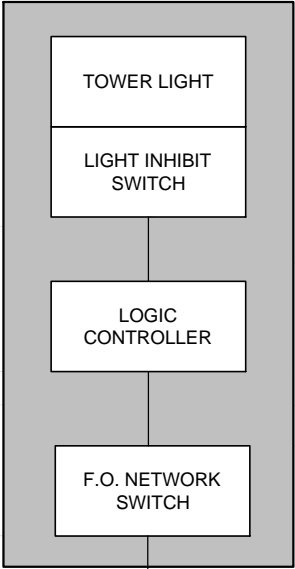 TOWER LIGHT
LIGHT INHIBIT
SWITCH
LOGIC
CONTROLLER
F.O. NETWORK
SWITCH